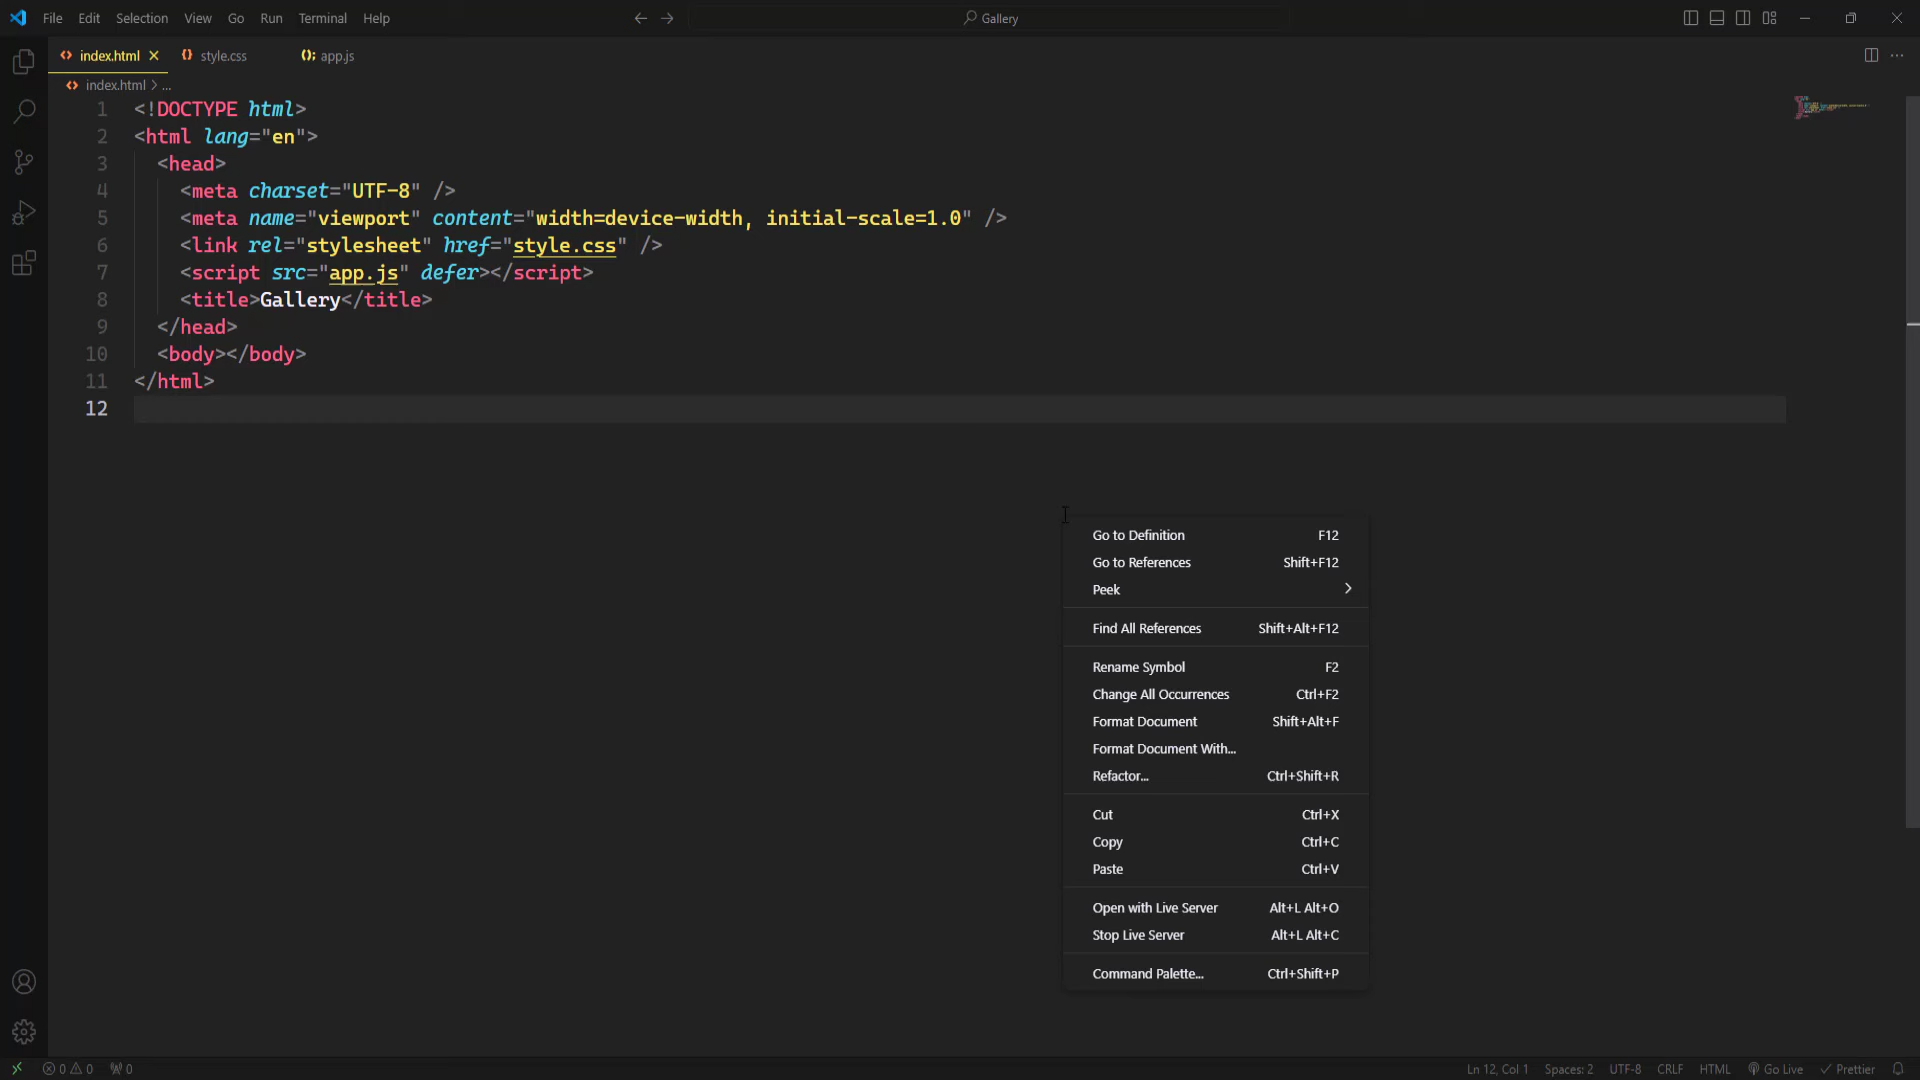 File Edit Selection View Go Run Terminal Help
Gallery
index.html style.css app.js
index.html > ...
1 <!DOCTYPE html>
2 <html lang="en">
3 <head>
4 <meta charset="UTF-8" />
5 <meta name="viewport" content="width=device-width, initial-scale=1.0" />
6 <link rel="stylesheet" href="style.css" />
7 <script src="app.js" defer></script>
8 <title>Gallery</title>
9 </head>
10 <body></body>
11 </html>
12
Go to Definition F12
Go to References Shift+F12
Peek
Find All References Shift+Alt+F12
Rename Symbol F2
Change All Occurrences Ctrl+F2
Format Document Shift+Alt+F
Format Document With...
Refactor... Ctrl+Shift+R
Cut Ctrl+X
Copy Ctrl+C
Paste Ctrl+V
Open with Live Server Alt+L Alt+O
Stop Live Server Alt+L Alt+C
Command Palette... Ctrl+Shift+P
0 0 0 Ln 12, Col 1 Spaces: 2 UTF-8 CRLF HTML Go Live Prettier